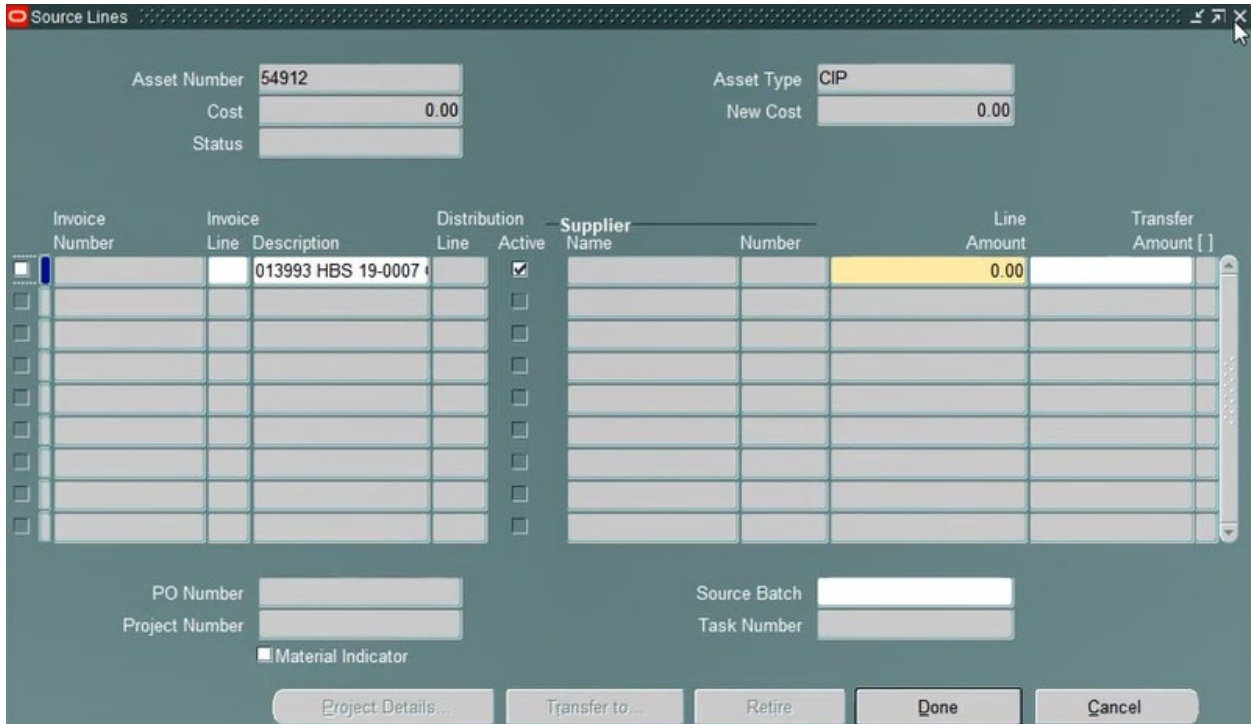 Source Lines
Asset Number 54912 Asset Type CIP
Cost 0.00 New Cost 0.00
Status
Invoice Invoice Distribution Supplier Line Transfer
Number Line Description Line Active Name Number Amount Amount [ ]
013993 HBS 19-0007 0.00
PO Number Source Batch
Project Number Task Number
Material Indicator
Project Details... Transfer to... Retire Done Cancel